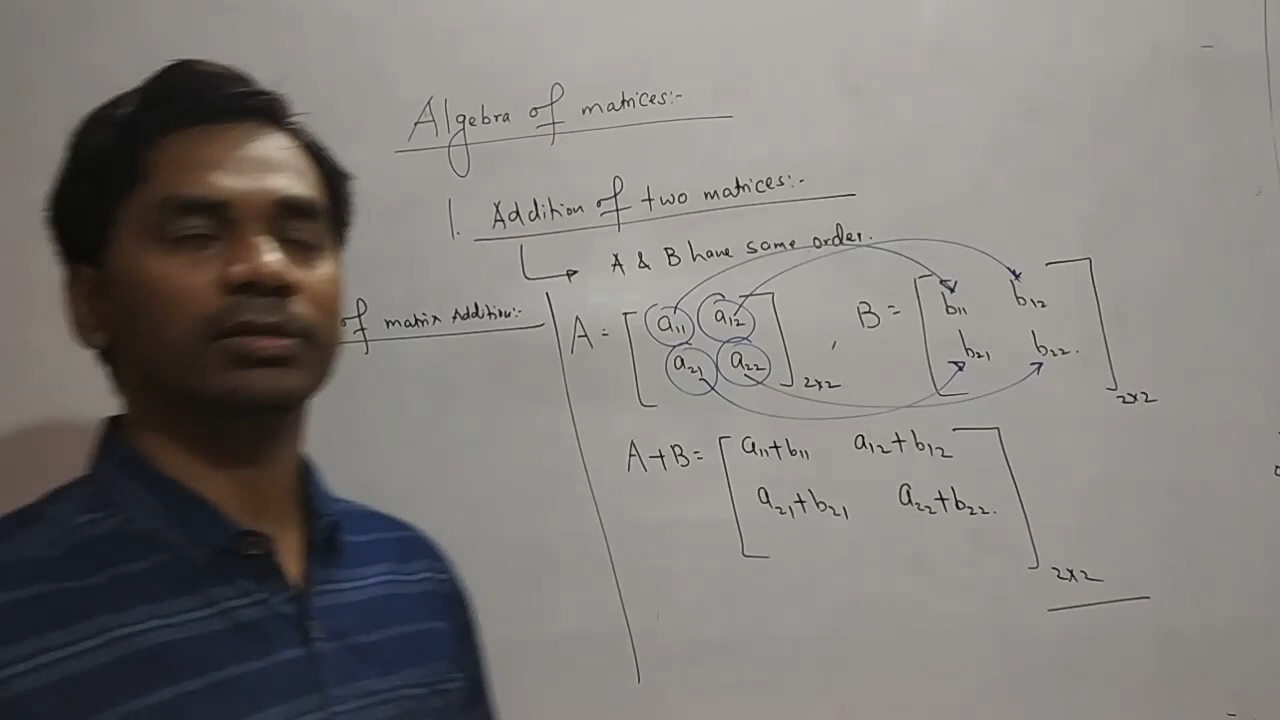 Algebra of matrices:-
1. Addition of two matrices:-
A & B have same order.
of matrix Addition:-
A = [ a11 a12
a21 a22 ] 2x2 , B = [ b11 b12
b21 b22. ] 2x2
A+B = [ a11+b11 a12+b12
a21+b21 a22+b22. ] 2x2